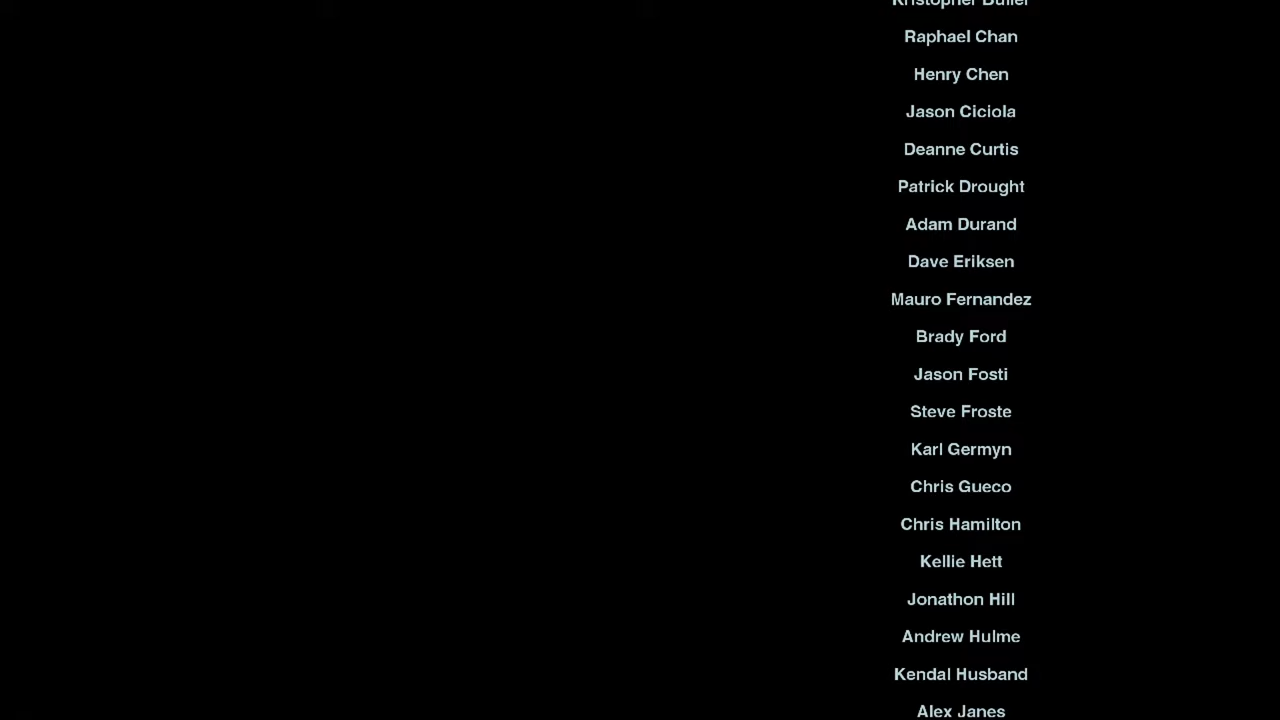 Raphael Chan
Henry Chen
Jason Ciciola
Deanne Curtis
Patrick Drought
Adam Durand
Dave Eriksen
Mauro Fernandez
Brady Ford
Jason Fosti
Steve Froste
Karl Germyn
Chris Gueco
Chris Hamilton
Kellie Hett
Jonathon Hill
Andrew Hulme
Kendal Husband
Alex Janes